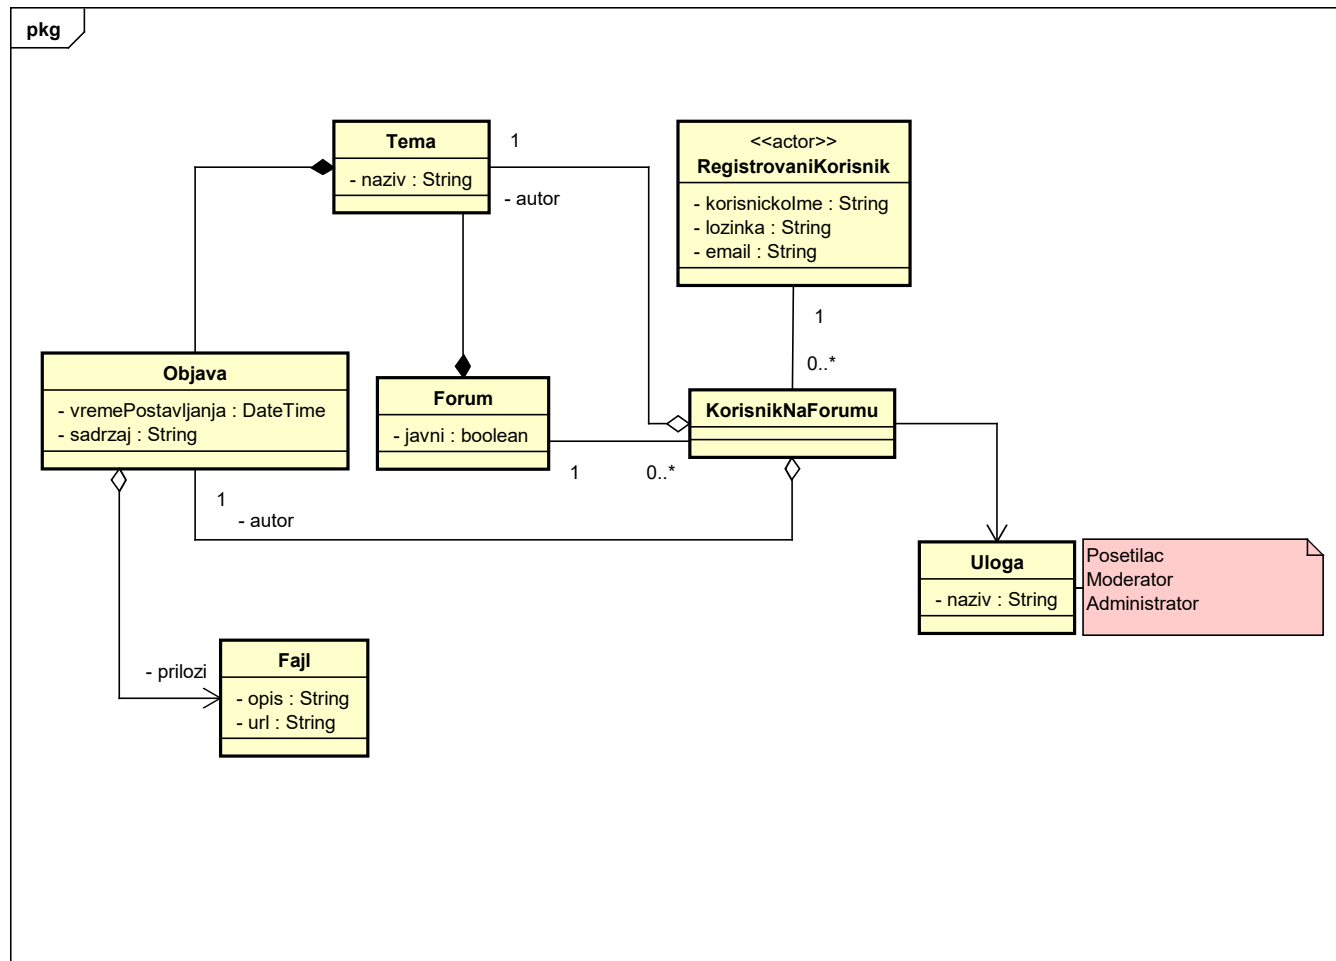 pkg
Tema
- naziv : String
1
- autor
<<actor>>
RegistrovaniKorisnik
- korisnickoIme : String
- lozinka : String
- email : String
1
0..*
Objava
- vremePostavljanja : DateTime
- sadrzaj : String
Forum
- javni : boolean
KorisnikNaForumu
1
0..*
1
- autor
Uloga
- naziv : String
Posetilac
Moderator
Administrator
- prilozi
Fajl
- opis : String
- url : String